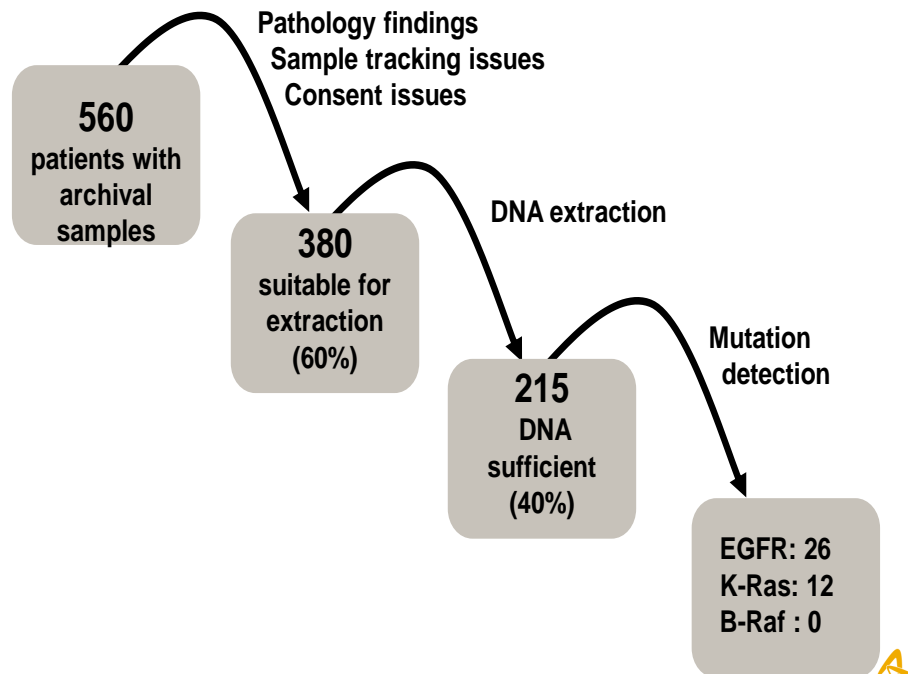 Pathology findings
Sample tracking issues
Consent issues
560
patients with
archival
samples
DNA extraction
380
suitable for
extraction
(60%)
Mutation
detection
215
DNA
sufficient
(40%)
EGFR: 26
K-Ras: 12
B-Raf : 0